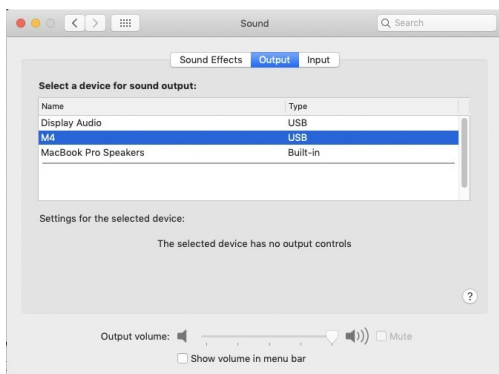 Sound
Search
Sound Effects Output Input
Select a device for sound output:
Name Type
Display Audio USB
M4 USB
MacBook Pro Speakers Built-in
Settings for the selected device:
The selected device has no output controls
?
Output volume: Mute
Show volume in menu bar